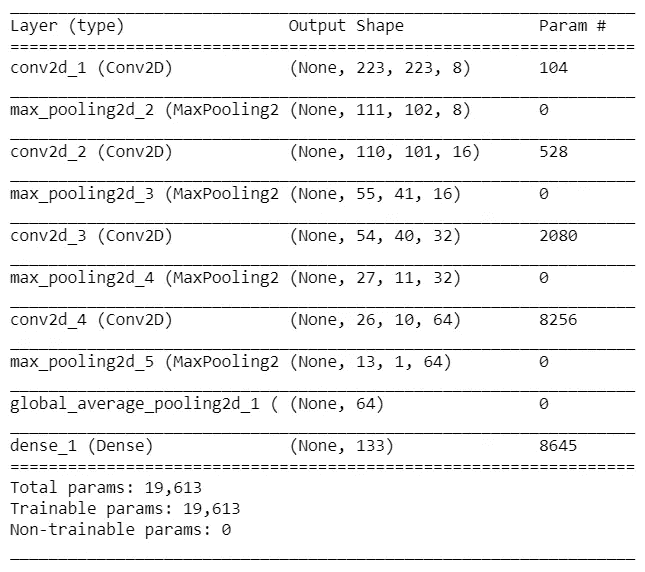 Layer (type) Output Shape Param #
conv2d_1 (Conv2D) (None, 223, 223, 8) 104
max_pooling2d_2 (MaxPooling2 (None, 111, 102, 8) 0
conv2d_2 (Conv2D) (None, 110, 101, 16) 528
max_pooling2d_3 (MaxPooling2 (None, 55, 41, 16) 0
conv2d_3 (Conv2D) (None, 54, 40, 32) 2080
max_pooling2d_4 (MaxPooling2 (None, 27, 11, 32) 0
conv2d_4 (Conv2D) (None, 26, 10, 64) 8256
max_pooling2d_5 (MaxPooling2 (None, 13, 1, 64) 0
global_average_pooling2d_1 ( (None, 64) 0
dense_1 (Dense) (None, 133) 8645
Total params: 19,613
Trainable params: 19,613
Non-trainable params: 0